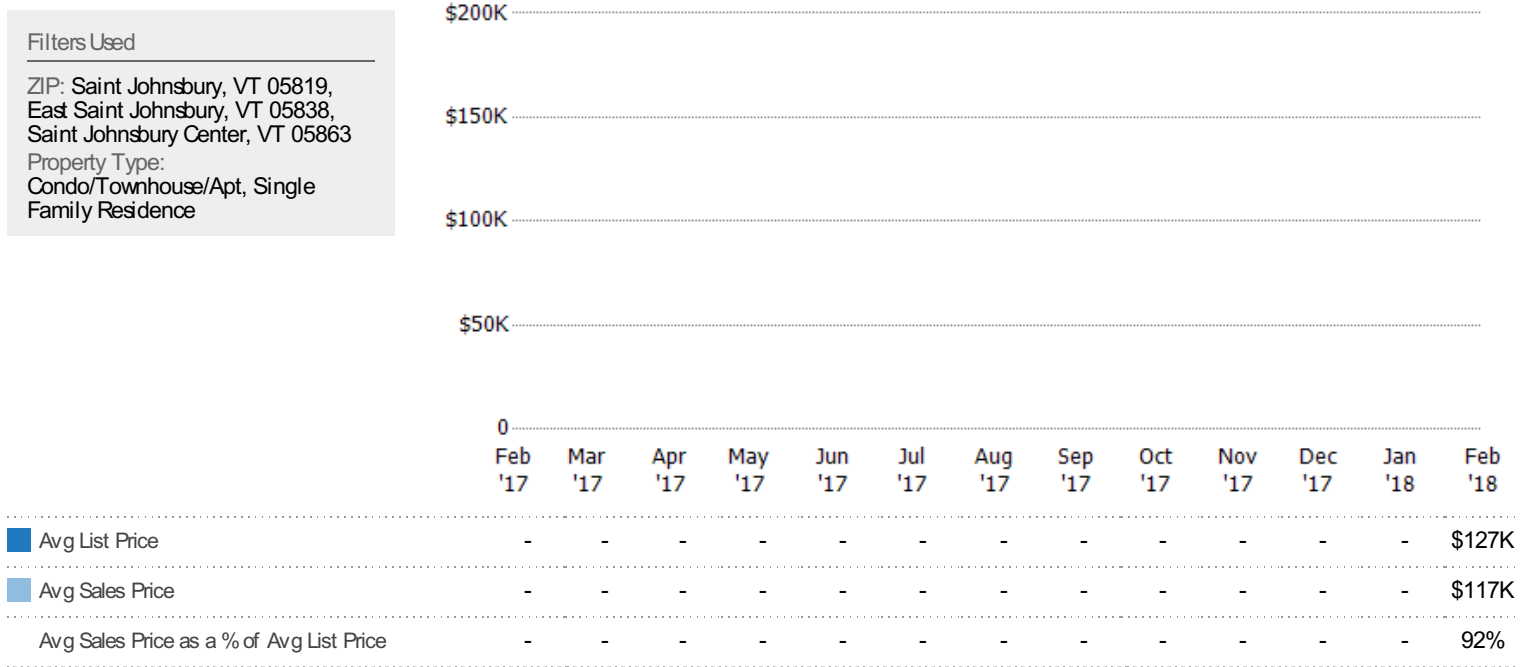 Filters Used
ZIP: Saint Johnsbury, VT 05819,
East Saint Johnsbury, VT 05838,
Saint Johnsbury Center, VT 05863
Property Type:
Condo/Townhouse/Apt, Single
Family Residence
$200K
$150K
$100K
$50K
0
Feb Mar Apr May Jun Jul Aug Sep Oct Nov Dec Jan Feb
'17 '17 '17 '17 '17 '17 '17 '17 '17 '17 '17 '18 '18
Avg List Price - - - - - - - - - - - - $127K
Avg Sales Price - - - - - - - - - - - - $117K
Avg Sales Price as a % of Avg List Price - - - - - - - - - - - - 92%